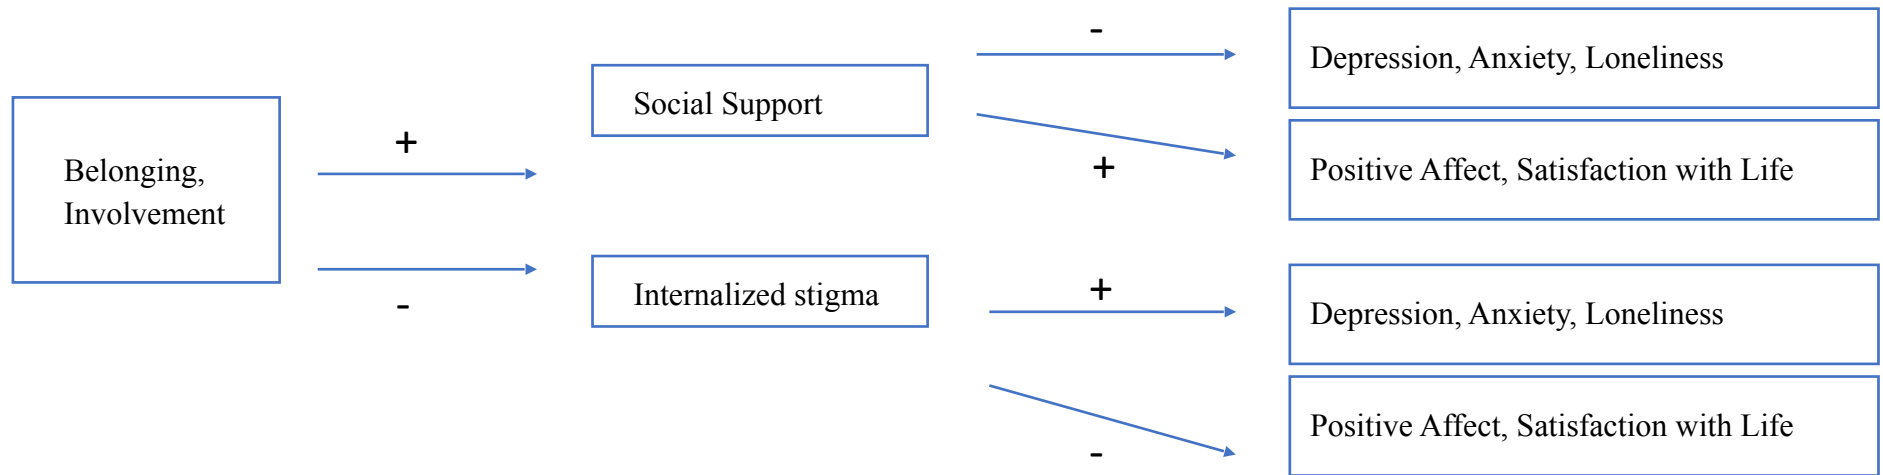 -
Depression, Anxiety, Loneliness
Social Support
+
Belonging,
Involvement
+
Positive Affect, Satisfaction with Life
-
Internalized stigma
+
Depression, Anxiety, Loneliness
-
Positive Affect, Satisfaction with Life